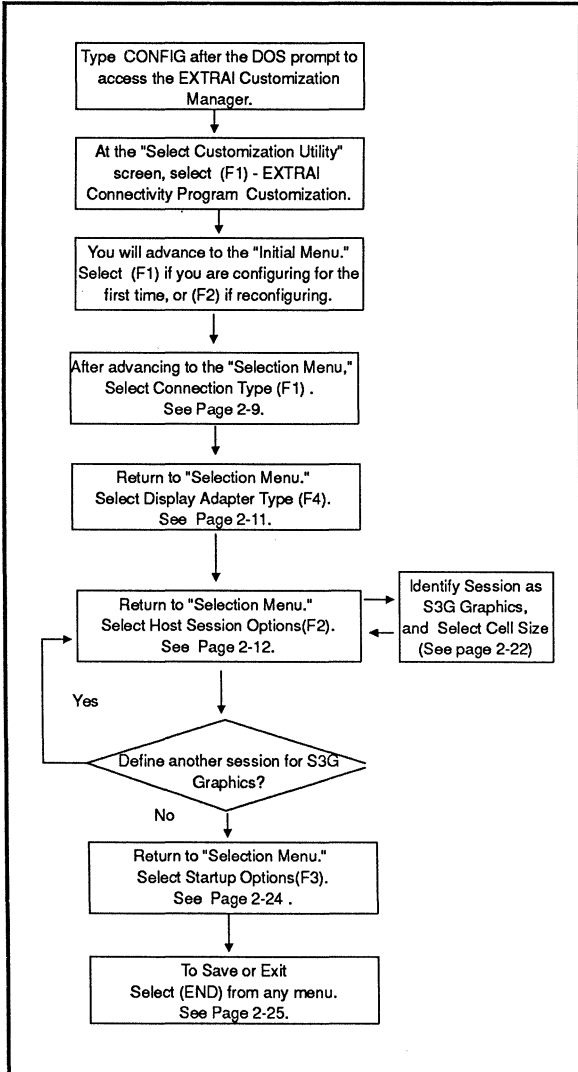 Type CONFIG after the DOS prompt to
access the EXTRA! Customization
Manager.
At the "Select Customization Utility"
screen, select (F1) - EXTRA!
Connectivity Program Customization.
You will advance to the "Initial Menu."
Select (F1) if you are configuring for the
first time, or (F2) if reconfiguring.
After advancing to the "Selection Menu,"
Select Connection Type (F1) .
See Page 2-9.
Return to "Selection Menu."
Select Display Adapter Type (F4).
See Page 2-11.
Return to "Selection Menu."
Select Host Session Options(F2).
See Page 2-12.
Identify Session as
S3G Graphics,
and Select Cell Size
(See page 2-22)
Yes
Define another session for S3G
Graphics?
No
Return to "Selection Menu."
Select Startup Options(F3).
See Page 2-24 .
To Save or Exit
Select (END) from any menu.
See Page 2-25.